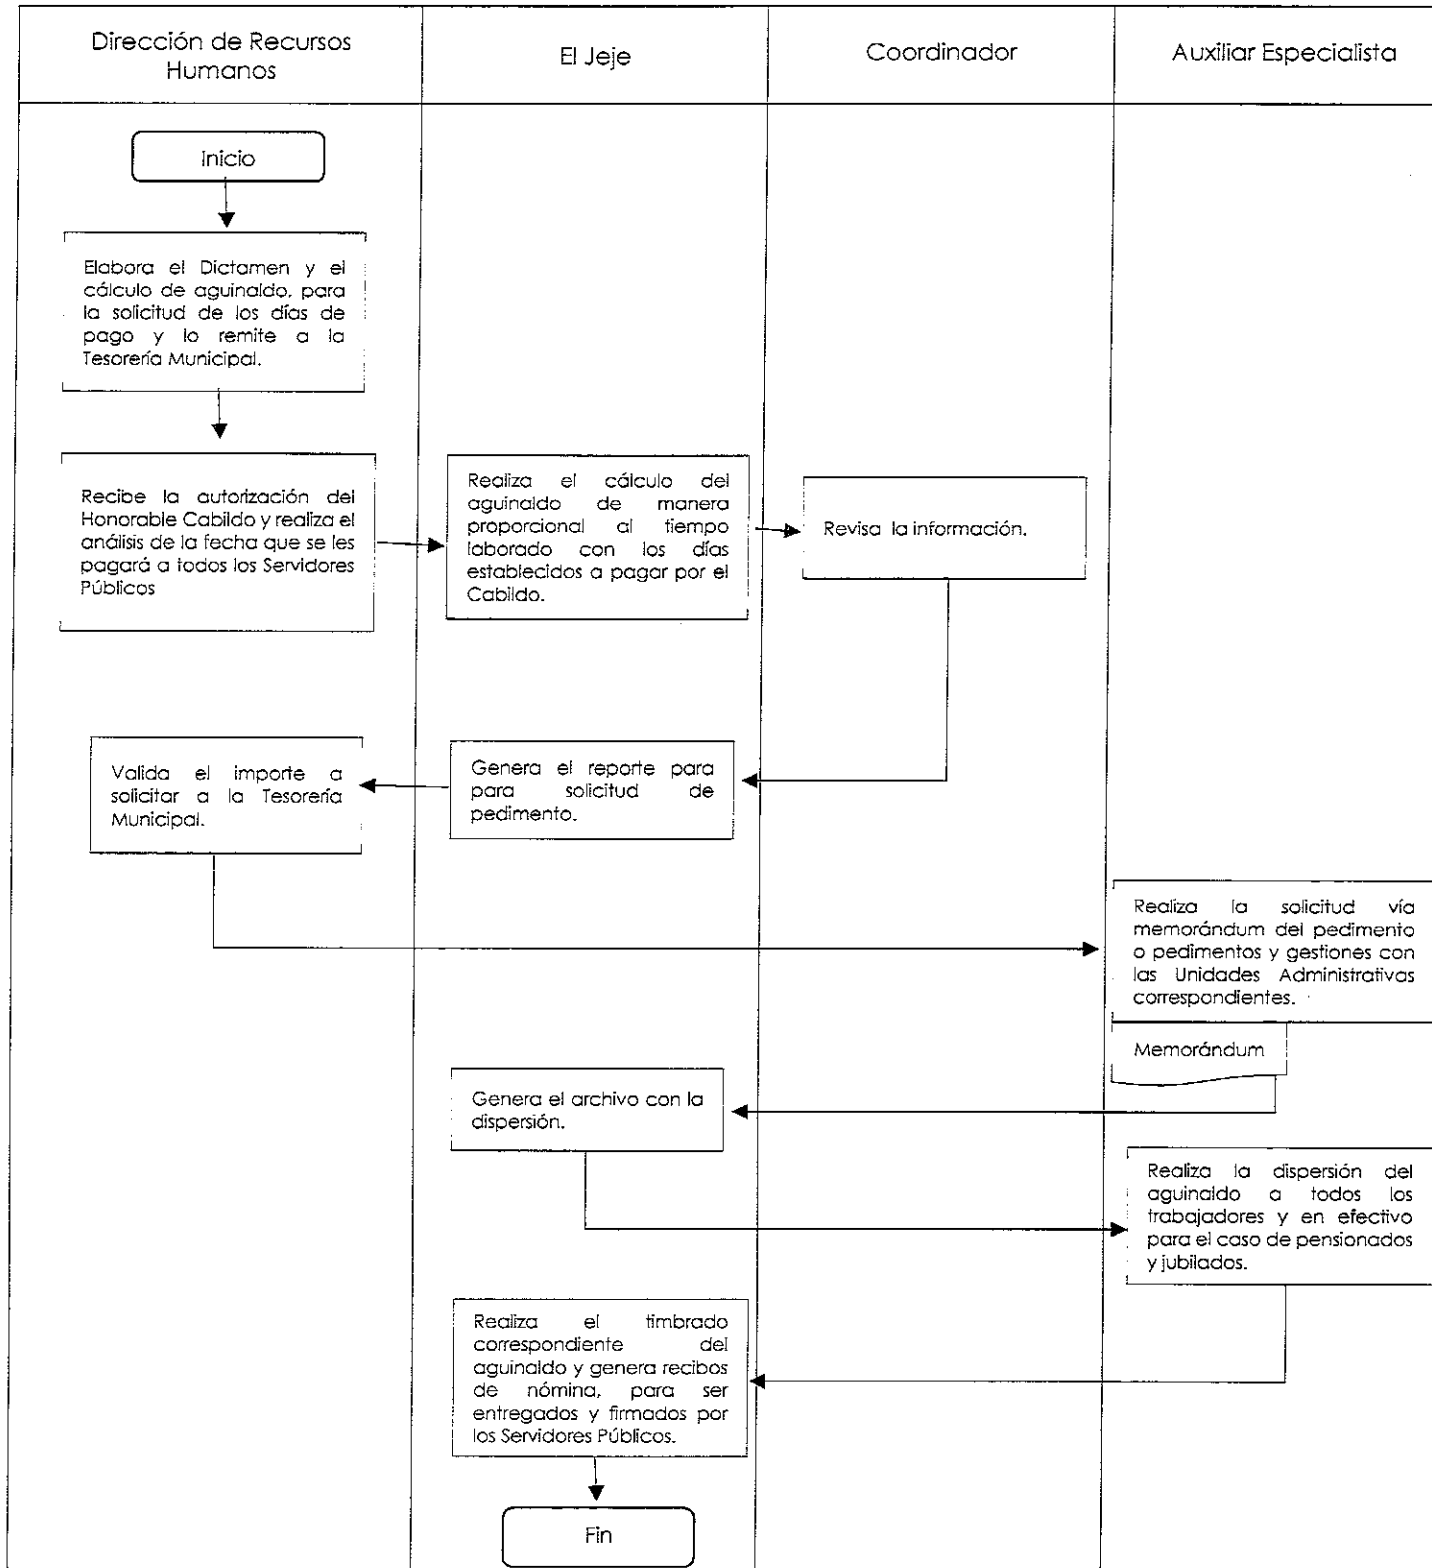 Dirección de Recursos
Humanos
El Jeje
Coordinador
Auxiliar Especialista
Inicio
Elabora el Dictamen y el
cálculo de aguinaldo, para
la solicitud de los días de
pago y lo remite a la
Tesorería Municipal.
Recibe la autorización del
Honorable Cabildo y realiza el
análisis de la fecha que se les
pagará a todos los Servidores
Públicos
Realiza el cálculo del
aguinaldo de manera
proporcional al tiempo
laborado con los días
establecidos a pagar por el
Cabildo.
Revisa la información.
Genera el reporte para
para solicitud de
pedimento.
Valida el importe a
solicitar a la Tesorería
Municipal.
Realiza la solicitud vía
memorándum del pedimento
o pedimentos y gestiones con
las Unidades Administrativas
correspondientes.
Memorándum
Genera el archivo con la
dispersión.
Realiza la dispersión del
aguinaldo a todos los
trabajadores y en efectivo
para el caso de pensionados
y jubilados.
Realiza el timbrado
correspondiente del
aguinaldo y genera recibos
de nómina, para ser
entregados y firmados por
los Servidores Públicos.
Fin